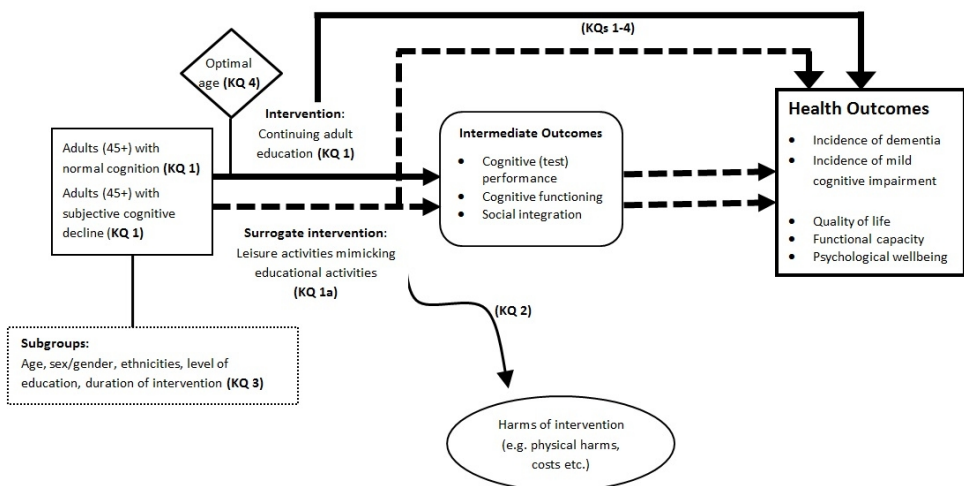 (KQs 1-4)
Optimal
age (KQ 4)
Intervention:
Continuing adult
education (KQ 1)
Adults (45+) with
normal cognition (KQ 1)
Adults (45+) with
subjective cognitive
decline (KQ 1)
Surrogate intervention:
Leisure activities mimicking
educational activities
(KQ 1a)
Intermediate Outcomes
• Cognitive (test)
performance
• Cognitive functioning
• Social integration
Health Outcomes
• Incidence of dementia
• Incidence of mild
cognitive impairment
• Quality of life
• Functional capacity
• Psychological wellbeing
(KQ 2)
Subgroups:
Age, sex/gender, ethnicities, level of
education, duration of intervention (KQ 3)
Harms of intervention
(e.g. physical harms,
costs etc.)